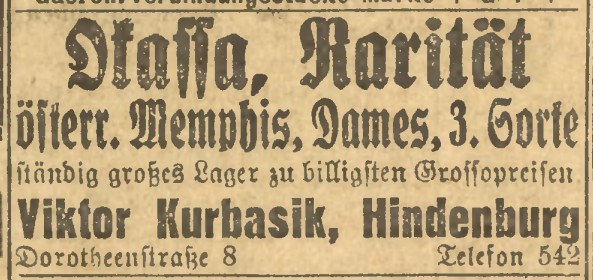 Okassa, Rarität
österr. Memphis, Dames, 3. Sorte
ständig großes Lager zu billigsten Grossopreisen
Viktor Kurbasik, Hindenburg
Dorotheenstraße 8 Telefon 542